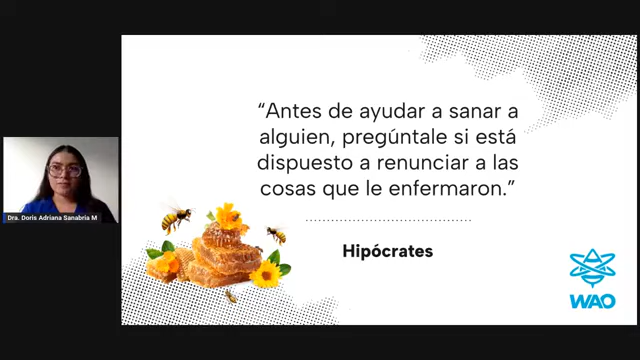 “Antes de ayudar a sanar a
alguien, pregúntale si está
dispuesto a renunciar a las
cosas que le enfermaron.”
Hipócrates
Dra. Doris Adriana Sanabria M
WAO